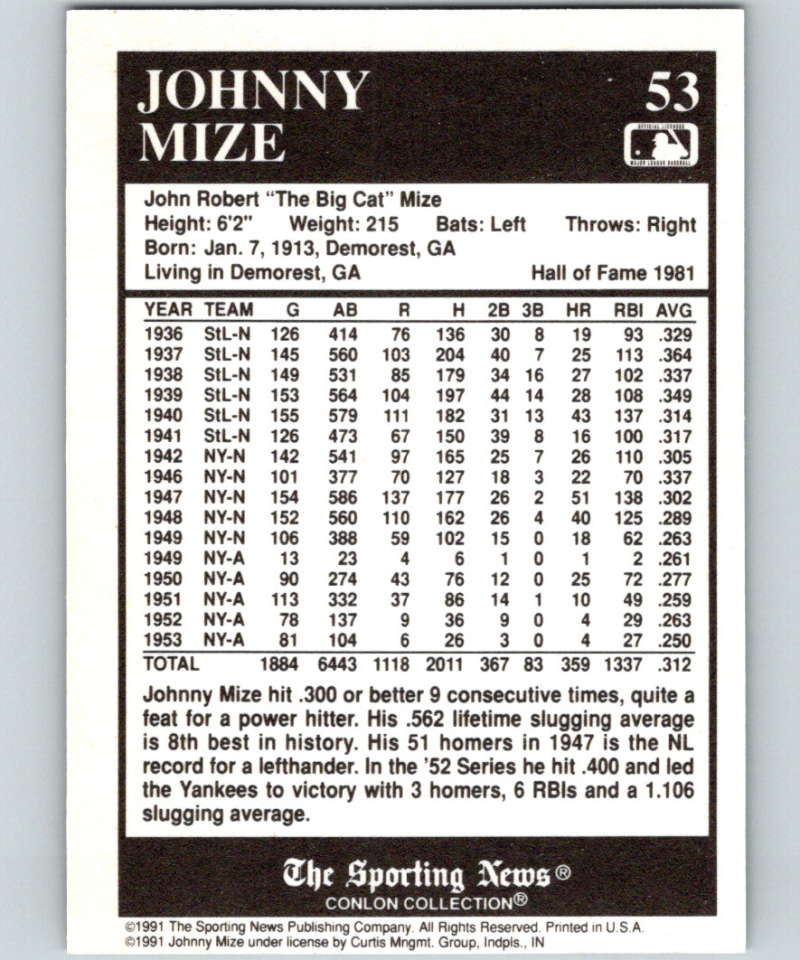 JOHNNY 53
MIZE
OFFICIAL LICENSEE
MAJOR LEAGUE BASEBALL
John Robert "The Big Cat" Mize
Height: 6'2" Weight: 215 Bats: Left Throws: Right
Born: Jan. 7, 1913, Demorest, GA
Living in Demorest, GA Hall of Fame 1981
YEAR TEAM G AB R H 2B 3B HR RBI AVG
1936 StL-N 126 414 76 136 30 8 19 93 .329
1937 StL-N 145 560 103 204 40 7 25 113 .364
1938 StL-N 149 531 85 179 34 16 27 102 .337
1939 StL-N 153 564 104 197 44 14 28 108 .349
1940 StL-N 155 579 111 182 31 13 43 137 .314
1941 StL-N 126 473 67 150 39 8 16 100 .317
1942 NY-N 142 541 97 165 25 7 26 110 .305
1946 NY-N 101 377 70 127 18 3 22 70 .337
1947 NY-N 154 586 137 177 26 2 51 138 .302
1948 NY-N 152 560 110 162 26 4 40 125 .289
1949 NY-N 106 388 59 102 15 0 18 62 .263
1949 NY-A 13 23 4 6 1 0 1 2 .261
1950 NY-A 90 274 43 76 12 0 25 72 .277
1951 NY-A 113 332 37 86 14 1 10 49 .259
1952 NY-A 78 137 9 36 9 0 4 29 .263
1953 NY-A 81 104 6 26 3 0 4 27 .250
TOTAL 1884 6443 1118 2011 367 83 359 1337 .312
Johnny Mize hit .300 or better 9 consecutive times, quite a
feat for a power hitter. His .562 lifetime slugging average
is 8th best in history. His 51 homers in 1947 is the NL
record for a lefthander. In the '52 Series he hit .400 and led
the Yankees to victory with 3 homers, 6 RBIs and a 1.106
slugging average.
The Sporting News®
CONLON COLLECTION®
©1991 The Sporting News Publishing Company. All Rights Reserved. Printed in U.S.A.
©1991 Johnny Mize under license by Curtis Mngmt. Group, Indpls., IN